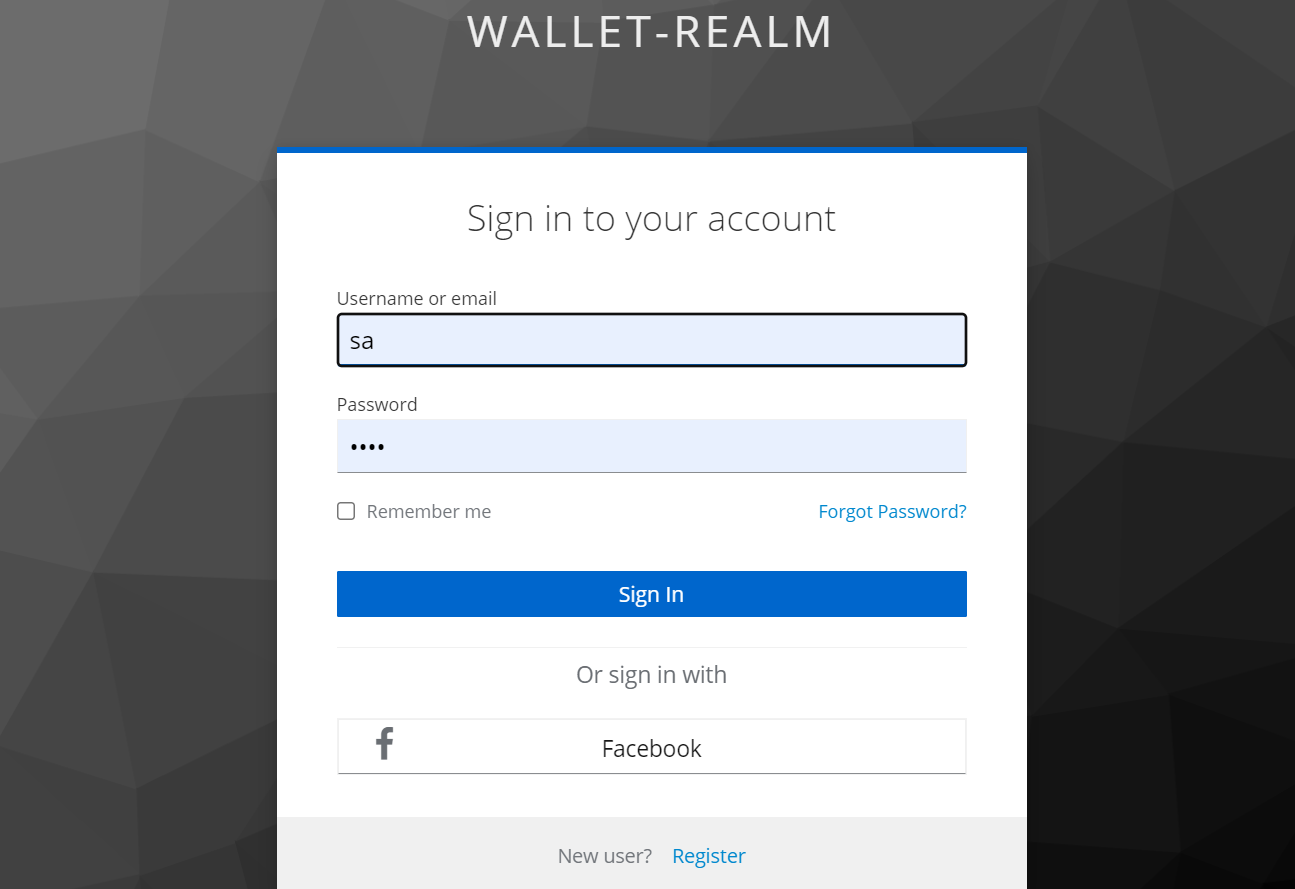 WALLET-REALM
Sign in to your account
Username or email
sa
Password
••••
Remember me
Forgot Password?
Sign In
Or sign in with
Facebook
New user? Register